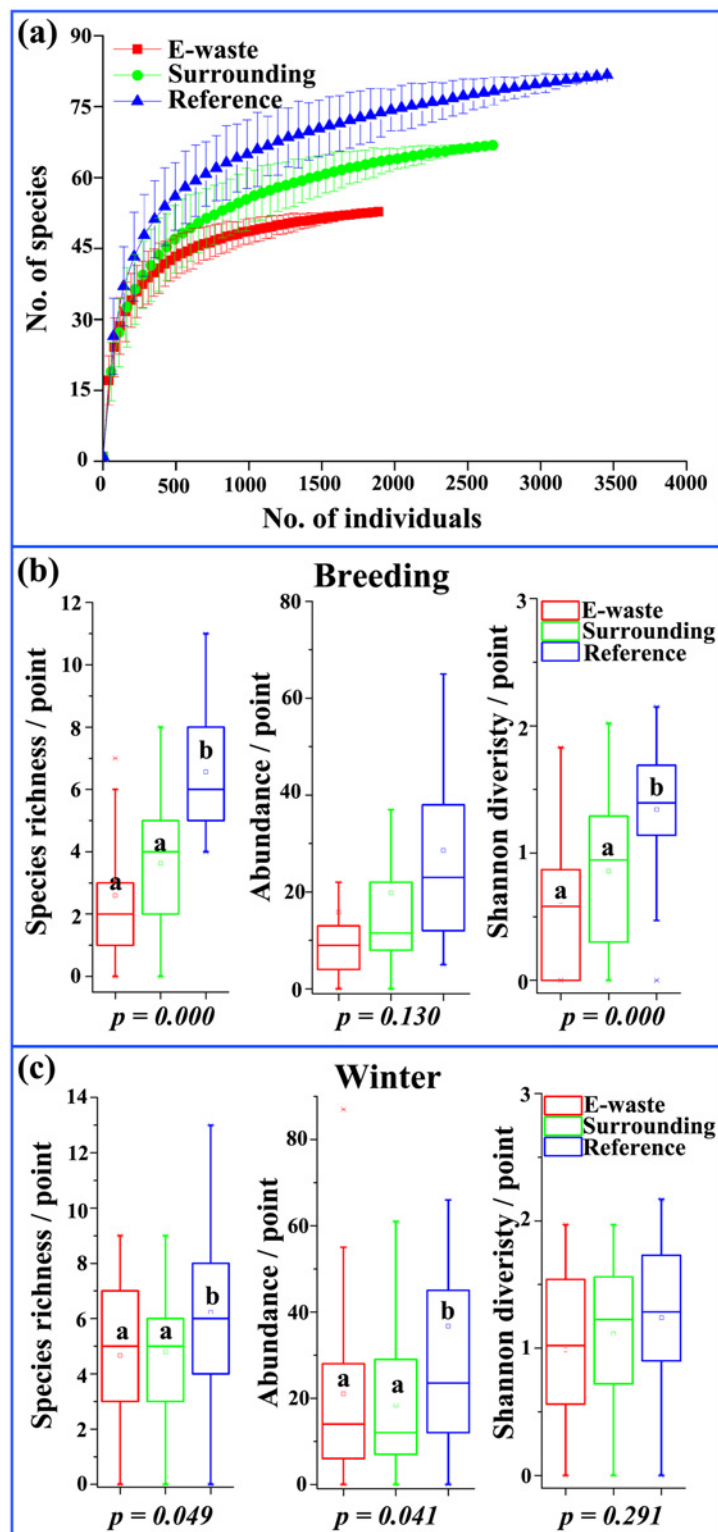 (a)
90
75
60
45
30
15
0
No. of species
E-waste
Surrounding
Reference
0 500 1000 1500 2000 2500 3000 3500 4000
No. of individuals
(b)
Breeding
12
10
8
6
4
2
0
Species richness / point
a
a
b
p = 0.000
80
60
40
20
0
Abundance / point
p = 0.130
3
2
1
0
Shannon diveristy / point
E-waste
Surrounding
Reference
a
a
b
p = 0.000
(c)
Winter
14
12
10
8
6
4
2
0
Species richness / point
a
a
b
p = 0.049
80
60
40
20
0
Abundance / point
a
a
b
p = 0.041
3
2
1
0
Shannon diveristy / point
E-waste
Surrounding
Reference
p = 0.291